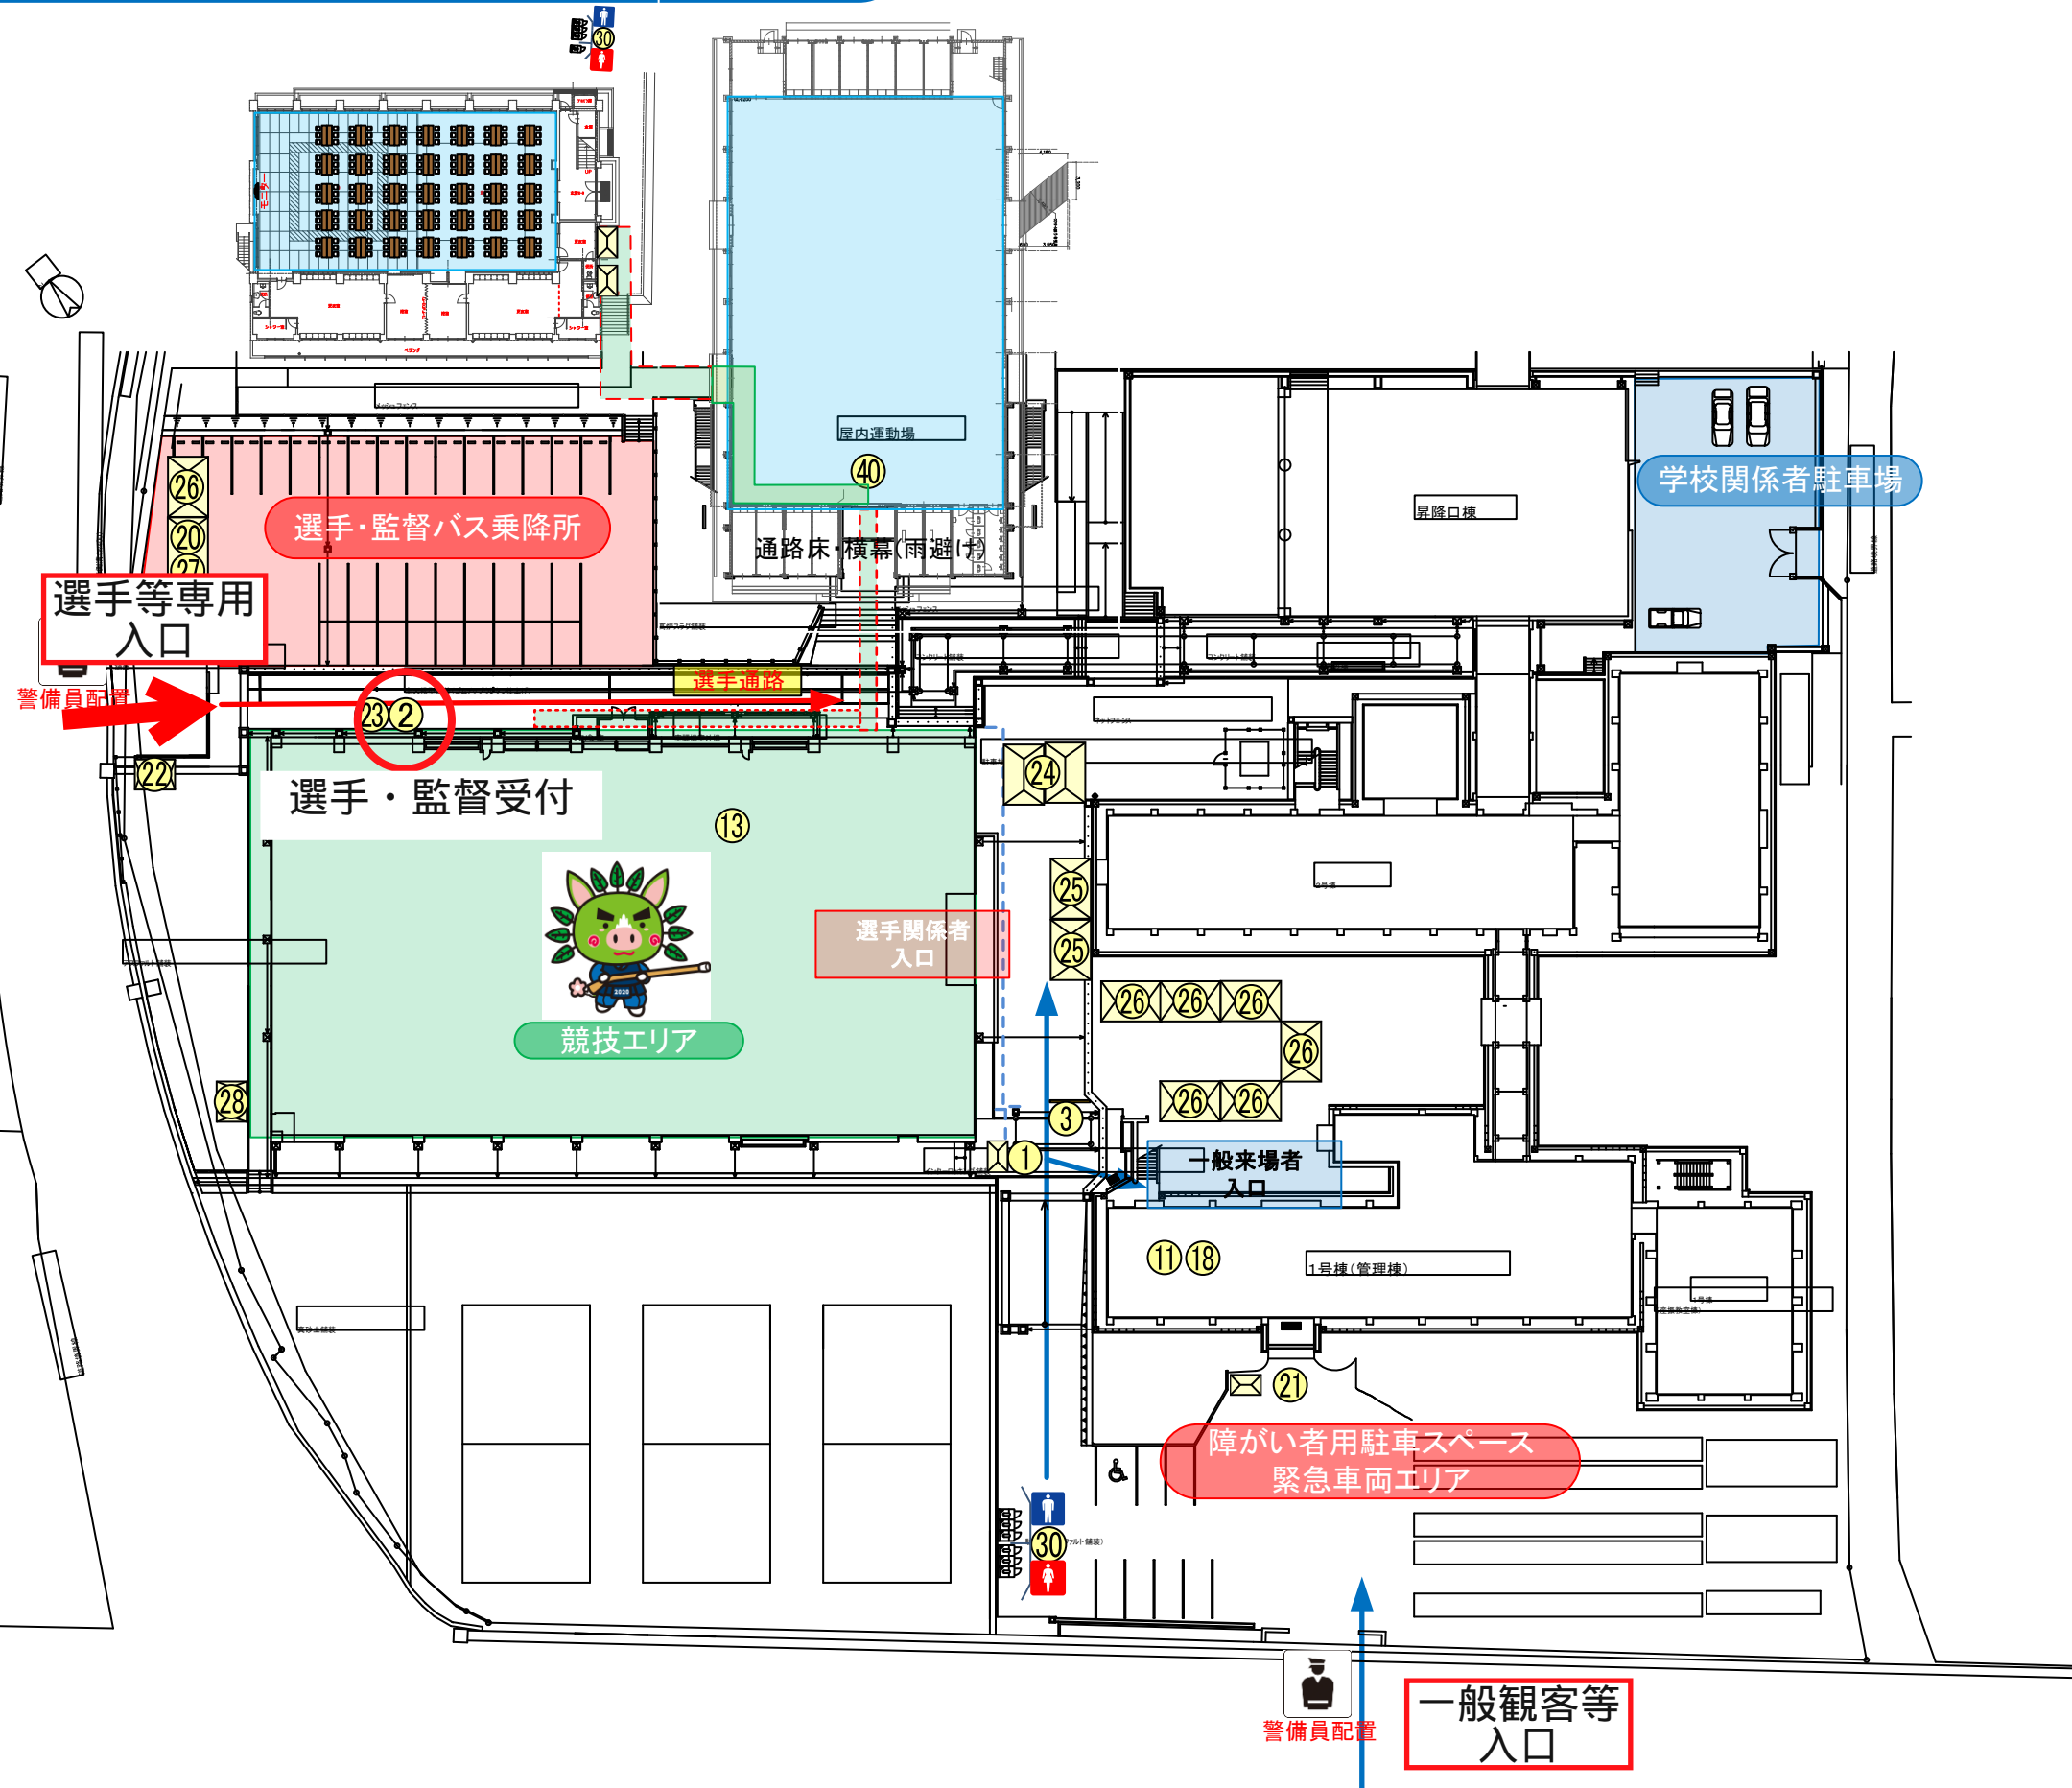 30
モニター
屋内運動場
40
学校関係者駐車場
昇降口棟
26
選手・監督バス乗降所
20
27
通路床・横幕(雨避け)
選手等専用
入口
警備員配置
選手通路
23
2
22
選手・監督受付
24
13
25
選手関係者
入口
25
2020
26
26
26
競技エリア
26
28
26
26
3
1
一般来場者
入口
11
18
1号棟(管理棟)
21
障がい者用駐車スペース
緊急車両エリア
30
警備員配置
一般観客等
入口